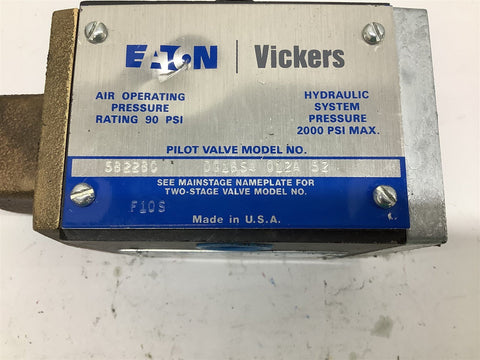 EATON | Vickers
AIR OPERATING
PRESSURE
RATING 90 PSI
HYDRAULIC
SYSTEM
PRESSURE
2000 PSI MAX.
PILOT VALVE MODEL NO.
SEE MAINSTAGE NAMEPLATE FOR
TWO-STAGE VALVE MODEL NO.
F10S
Made in U.S.A.